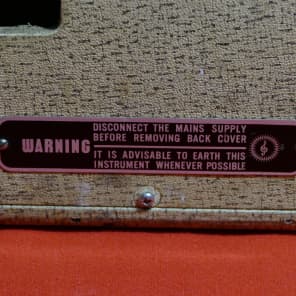 WARNING
DISCONNECT THE MAINS SUPPLY
BEFORE REMOVING BACK COVER
IT IS ADVISABLE TO EARTH THIS
INSTRUMENT WHENEVER POSSIBLE